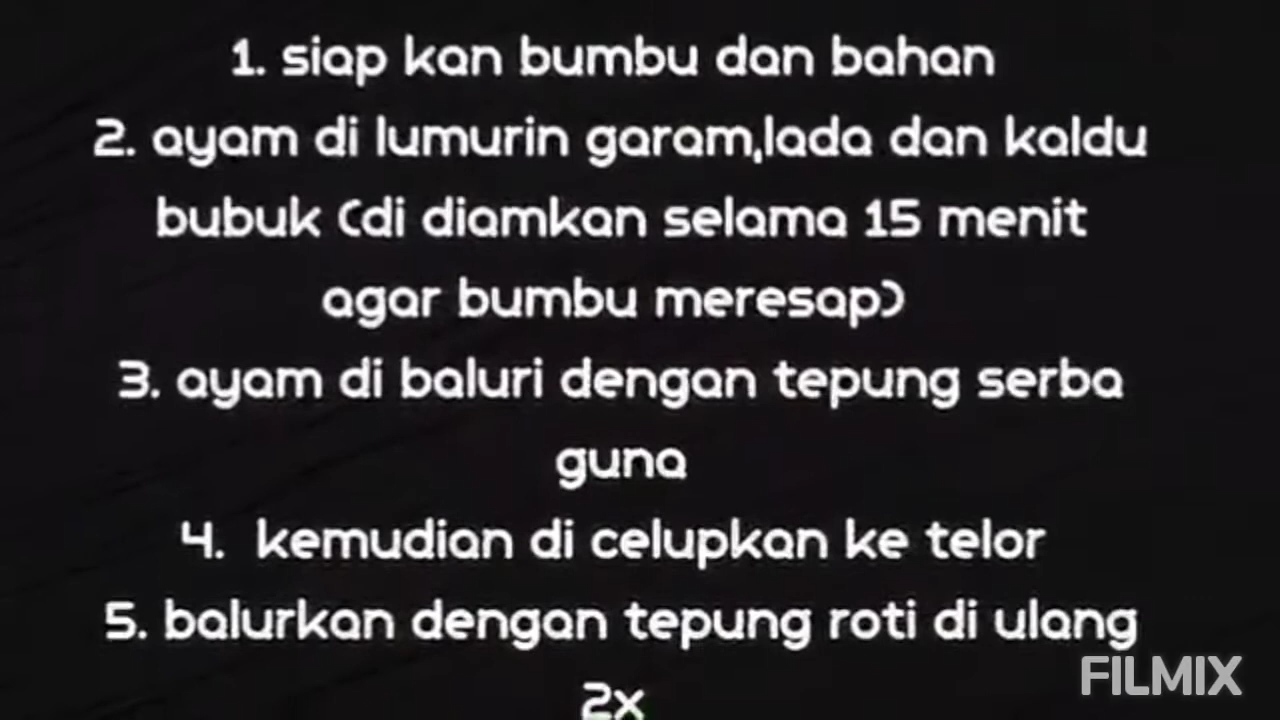 1. siap kan bumbu dan bahan
2. ayam di lumurin garam,lada dan kaldu
bubuk (di diamkan selama 15 menit
agar bumbu meresap)
3. ayam di baluri dengan tepung serba
guna
4. kemudian di celupkan ke telor
5. balurkan dengan tepung roti di ulang
2x
FILMIX